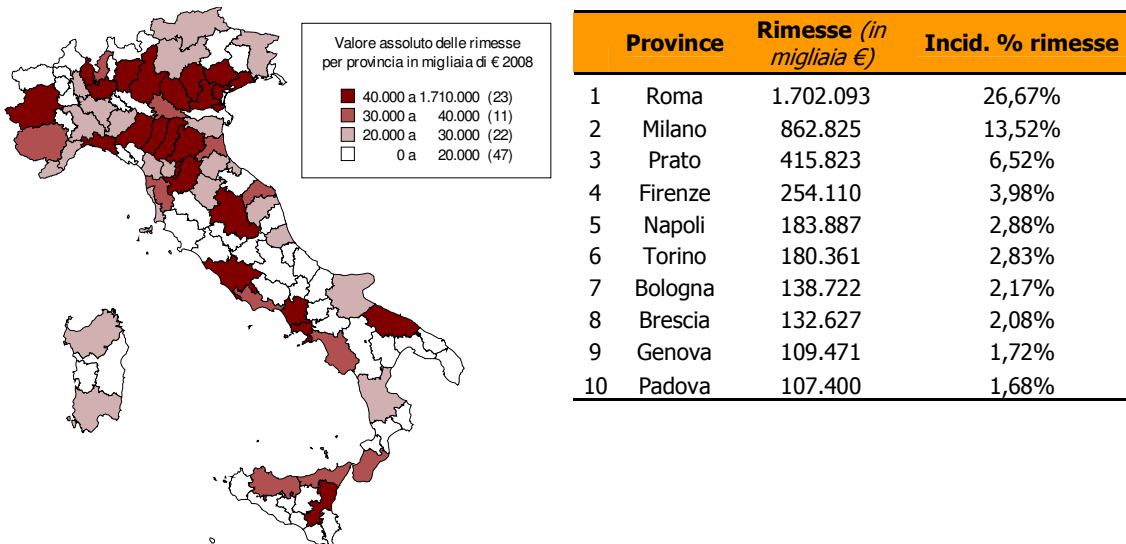 Valore assoluto delle rimesse
per provincia in migliaia di € 2008
40.000 a 1.710.000 (23)
30.000 a 40.000 (11)
20.000 a 30.000 (22)
0 a 20.000 (47)
Province Rimesse (in migliaia €) Incid. % rimesse
1 Roma 1.702.093 26,67%
2 Milano 862.825 13,52%
3 Prato 415.823 6,52%
4 Firenze 254.110 3,98%
5 Napoli 183.887 2,88%
6 Torino 180.361 2,83%
7 Bologna 138.722 2,17%
8 Brescia 132.627 2,08%
9 Genova 109.471 1,72%
10 Padova 107.400 1,68%